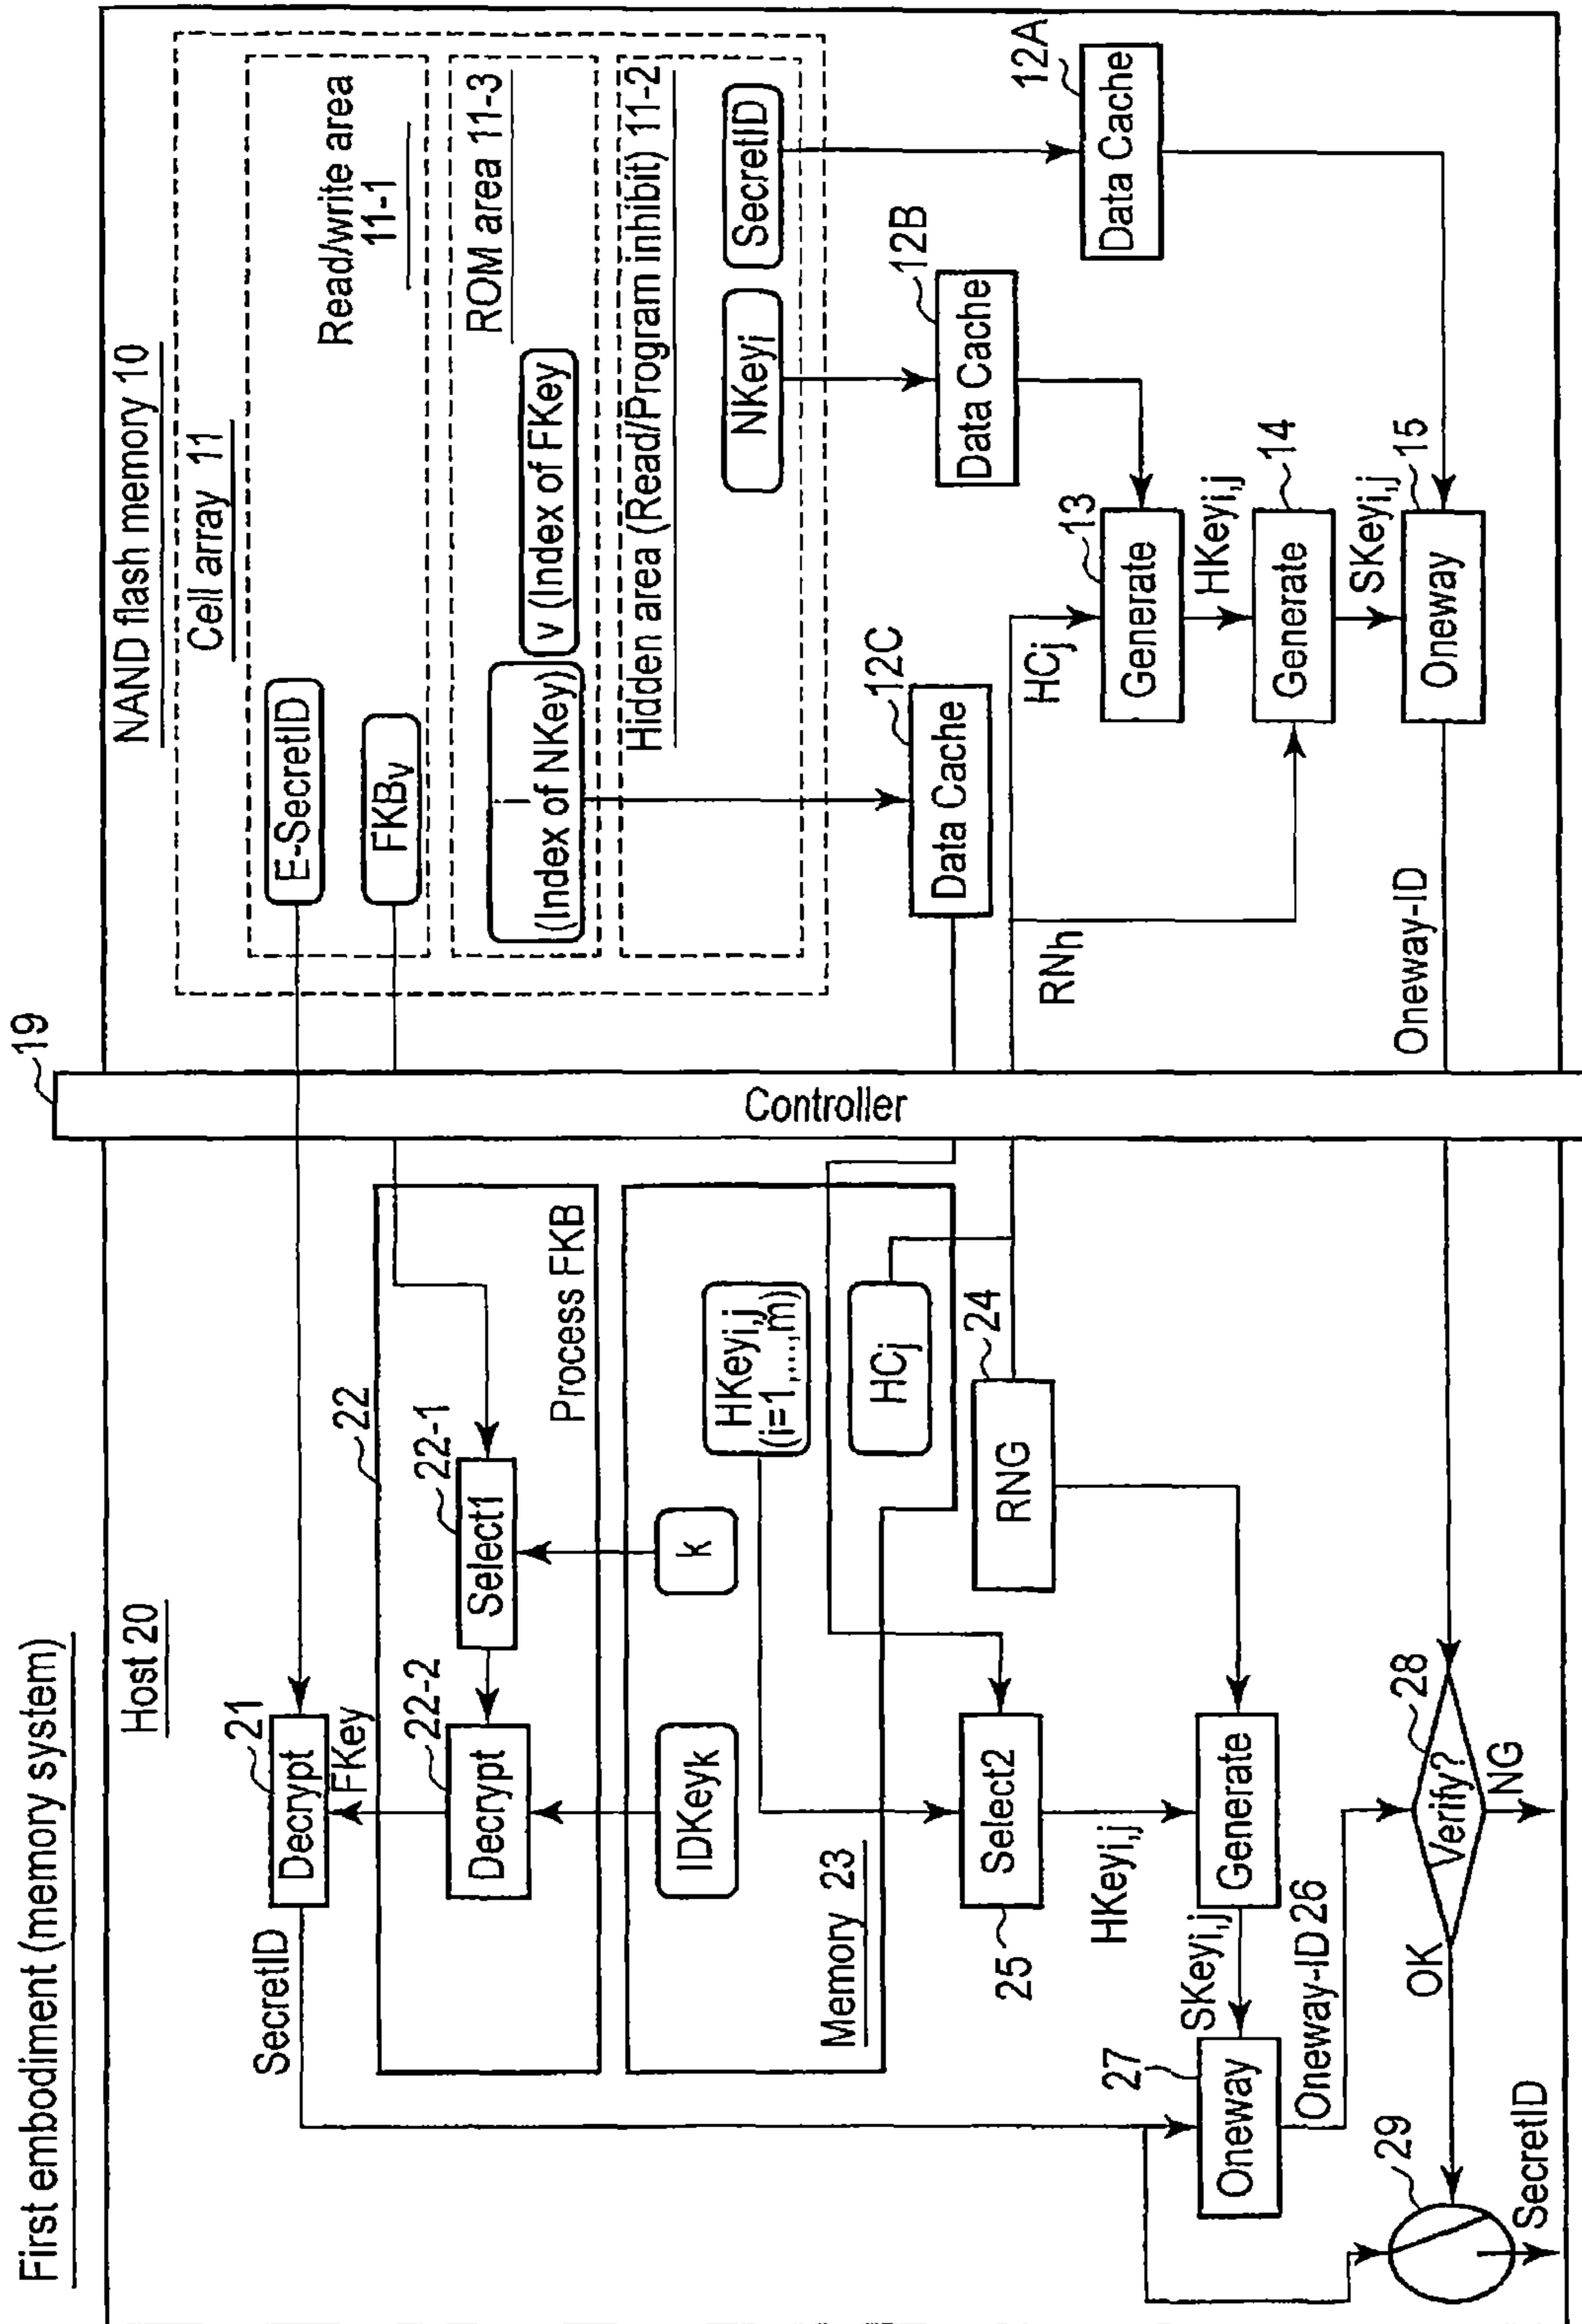 First embodiment (memory system)
Host 20
SecretID
21
Decrypt
FKey
22
22-2
Decrypt
22-1
Select1
Process FKB
IDKeyk
k
HKeyi,j
(i=1,...,m)
HCj
Memory 23
24
RNG
Select2
25
HKeyi,j
Generate
SKeyi,j
27
Oneway
Oneway-ID
26
28
Verify?
OK
NG
29
SecretID
19
Controller
NAND flash memory 10
Cell array 11
E-SecretID
FKBv
Read/write area
11-1
i
(Index of NKey)
v (Index of FKey)
ROM area 11-3
Hidden area (Read/Program inhibit) 11-2
NKeyi
SecretID
12C
Data Cache
12B
Data Cache
12A
Data Cache
RNh
HCj
13
Generate
HKeyi,j
14
Generate
SKeyi,j
15
Oneway
Oneway-ID